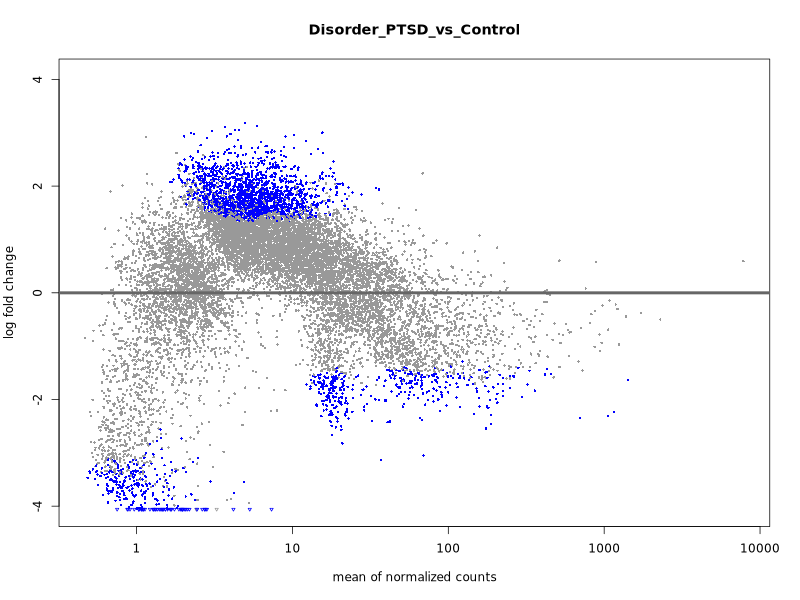 Disorder_PTSD_vs_Control
4
2
0
-2
-4
log fold change
1 10 100 1000 10000
mean of normalized counts